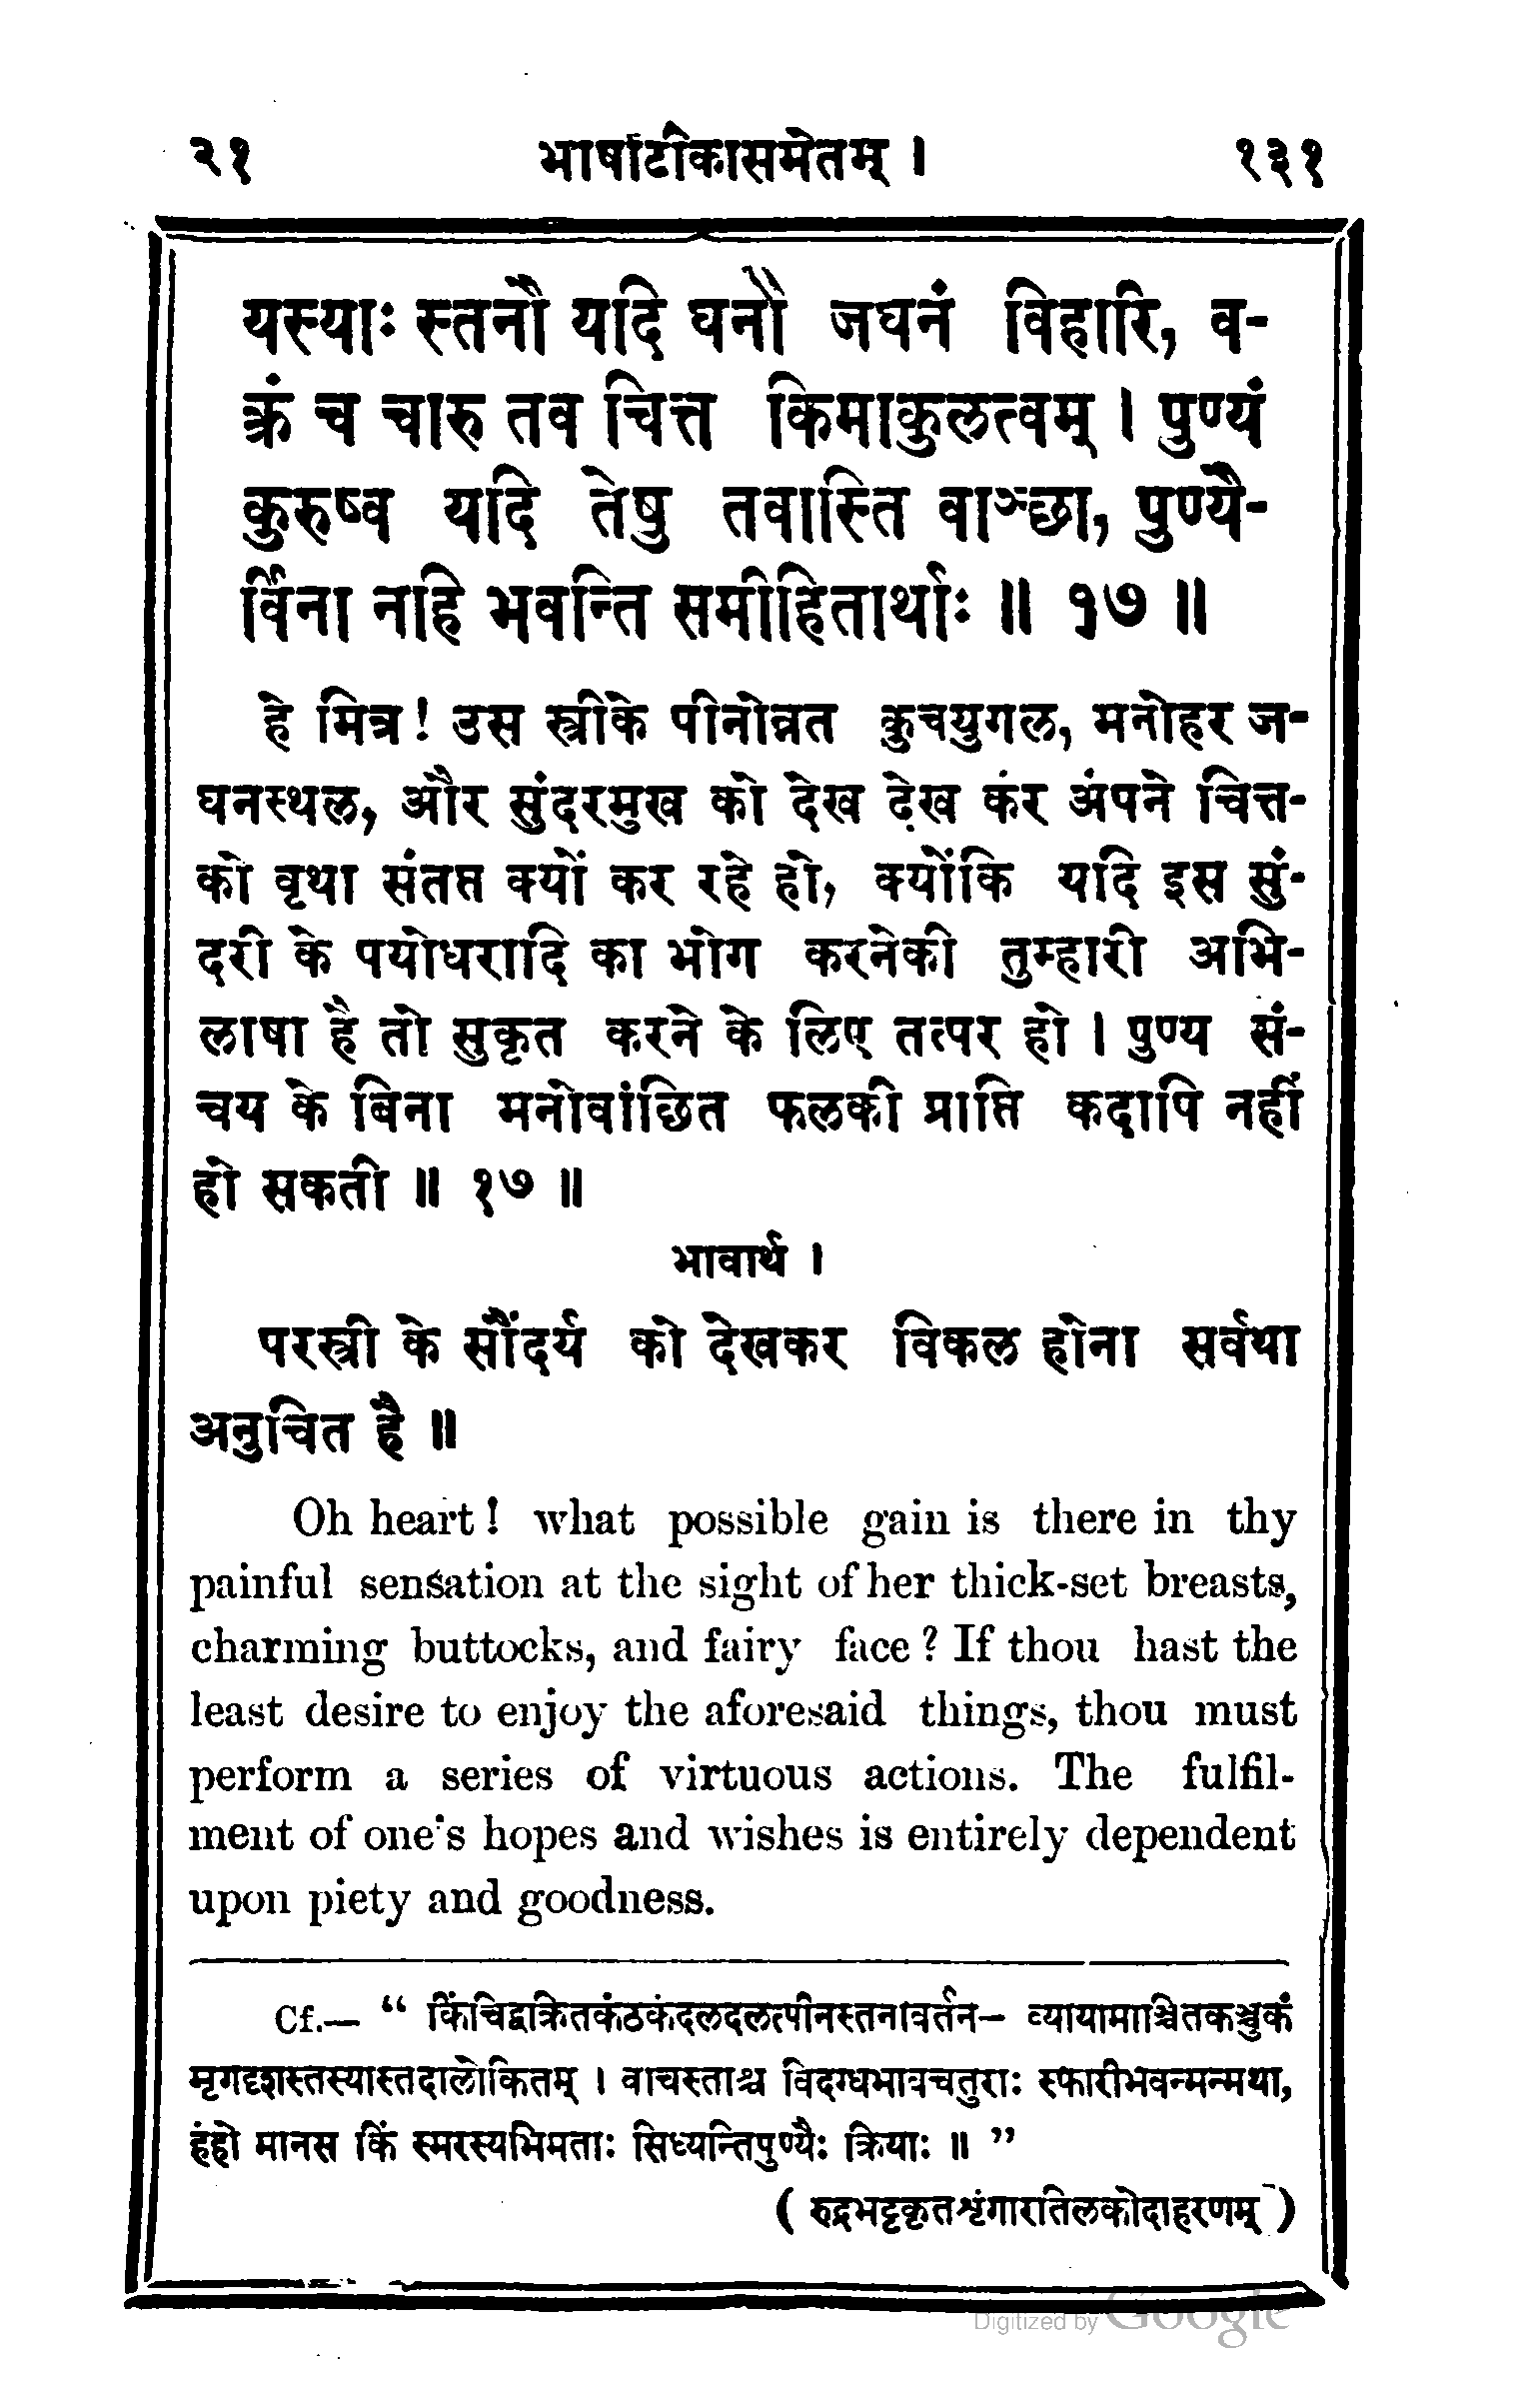 २१ भाषाटीकासमेतम् । १३१
यस्याः स्तनौ यदि घनौ जघनं विहारि, व-
क्रं च चारु तव चित्त किमाकुलत्वम् । पुण्यं
कुरुष्व यदि तेषु तवास्ति वाञ्छा, पुण्यै-
र्विना नहि भवन्ति समीहितार्थाः ॥ १७ ॥
हे मित्र! उस स्त्रीके पीनोन्नत कुचयुगल, मनोहर ज-
घनस्थल, और सुंदरमुख को देख देख कर अपने चित्त-
को वृथा संतप्त क्यों कर रहे हो, क्योंकि यदि इस सुं-
दरी के पयोधरादि का भोग करनेकी तुम्हारी अभि-
लाषा है तो सुकृत करने के लिए तत्पर हो । पुण्य सं-
चय के बिना मनोवांछित फलकी प्राप्ति कदापि नहीं
हो सकती ॥ १७ ॥
भावार्थ ।
परस्त्री के सौंदर्य को देखकर विकल होना सर्वथा
अनुचित है ॥
Oh heart! what possible gain is there in thy
painful sensation at the sight of her thick-set breasts,
charming buttocks, and fairy face? If thou hast the
least desire to enjoy the aforesaid things, thou must
perform a series of virtuous actions. The fulfil-
ment of one's hopes and wishes is entirely dependent
upon piety and goodness.
Cf.— “ किंचिद्वक्रितकंठकंदलदलत्पीनस्तनावर्तन– व्यायामाश्चितकञ्चुकं
मृगदृशस्तस्यास्तदालोकितम् । वाचस्ताश्च विदग्धभावचतुराः स्फारीभवन्मन्मथा,
हंहो मानस किं स्मरस्यभिमताः सिध्यन्तिपुण्यैः क्रियाः ॥ ”
( रुद्रभट्टकृतशृंगारतिलकोदाहरणम् )
Digitized by Google